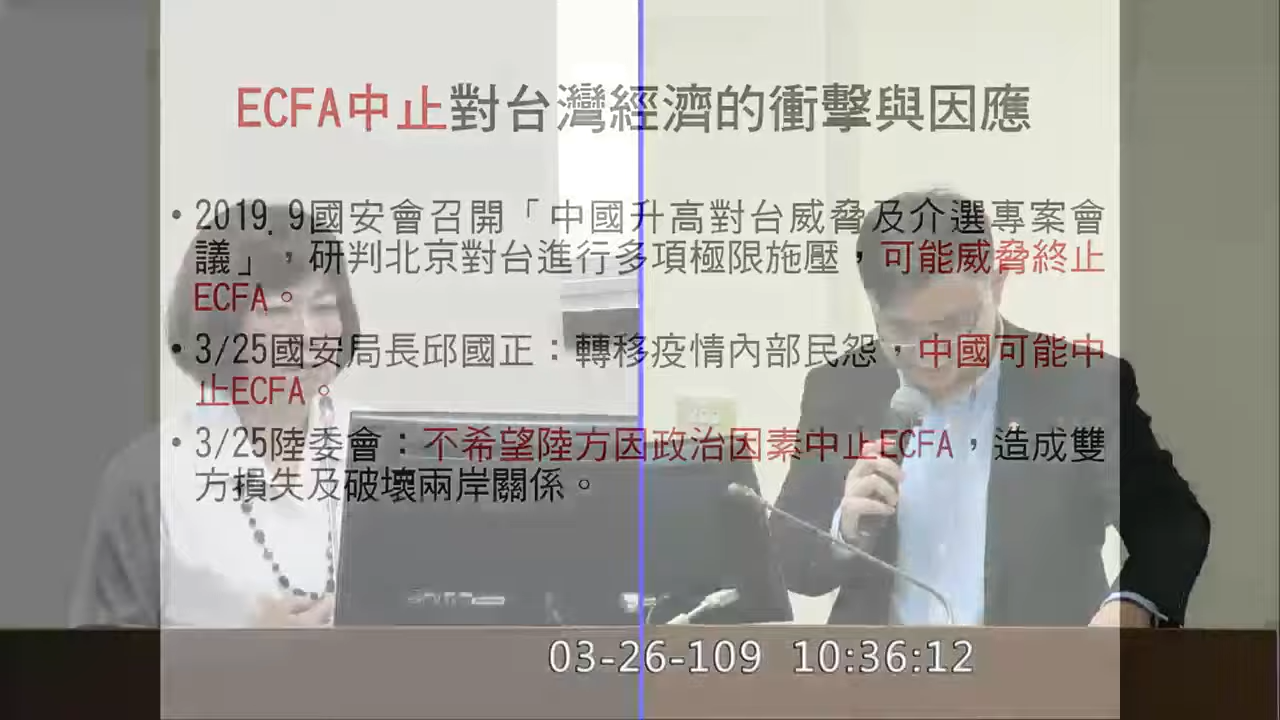 ECFA中止對台灣經濟的衝擊與因應
• 2019.9國安會召開「中國升高對台威脅及介選專案會
議」，研判北京對台進行多項極限施壓，可能威脅終止
ECFA。
• 3/25國安局長邱國正：轉移疫情內部民怨，中國可能中
止ECFA。
• 3/25陸委會：不希望陸方因政治因素中止ECFA，造成雙
方損失及破壞兩岸關係。
03-26-109 10:36:12